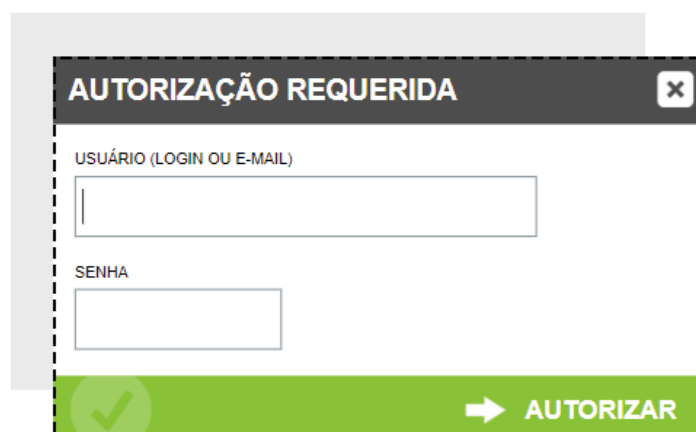 AUTORIZAÇÃO REQUERIDA
USUÁRIO (LOGIN OU E-MAIL)
SENHA
AUTORIZAR